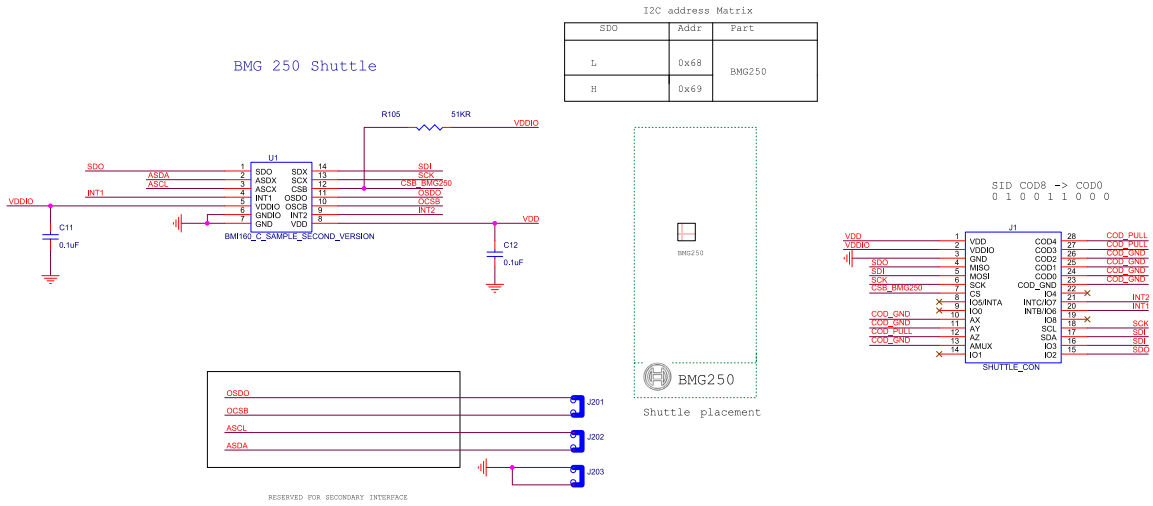 I2C address Matrix
SDO Addr Part
L 0x68
BMG250
H 0x69
BMG 250 Shuttle
R105 51KR
VDDIO
U1
SDO 1 SDO SDX 14 SDI
ASDA 2 ASDX SCX 13 SCK
ASCL 3 ASCX CSB 12 CSB_BMG250
INT1 4 INT1 OSDO 11 OSDO
VDDIO 5 VDDIO OSCB 10 OCSB
6 GNDIO INT2 9 INT2
7 GND VDD 8 VDD
BMI160_C_SAMPLE_SECOND_VERSION
C11
0.1uF
C12
0.1uF
BMG250
BMG250
Shuttle placement
SID COD8 -> COD0
0 1 0 0 1 1 0 0 0
J1
VDD 1 VDD COD4 28 COD_PULL
VDDIO 2 VDDIO COD3 27 COD_PULL
3 GND COD2 26 COD_GND
SDO 4 MISO COD1 25 COD_GND
SDI 5 MOSI COD0 24 COD_GND
SCK 6 SCK COD_GND 23 COD_GND
CSB_BMG250 7 CS IO4 22
8 IO5/INTA INTC/IO7 21 INT2
9 IO0 INTB/IO6 20 INT1
COD_GND 10 AX IO8 19
COD_GND 11 AY SCL 18 SCK
COD_PULL 12 AZ SDA 17 SDI
COD_GND 13 AMUX IO3 16 SDI
14 IO1 IO2 15 SDO
SHUTTLE_CON
OSDO
J201
OCSB
ASCL
J202
ASDA
J203
RESERVED FOR SECONDARY INTERFACE